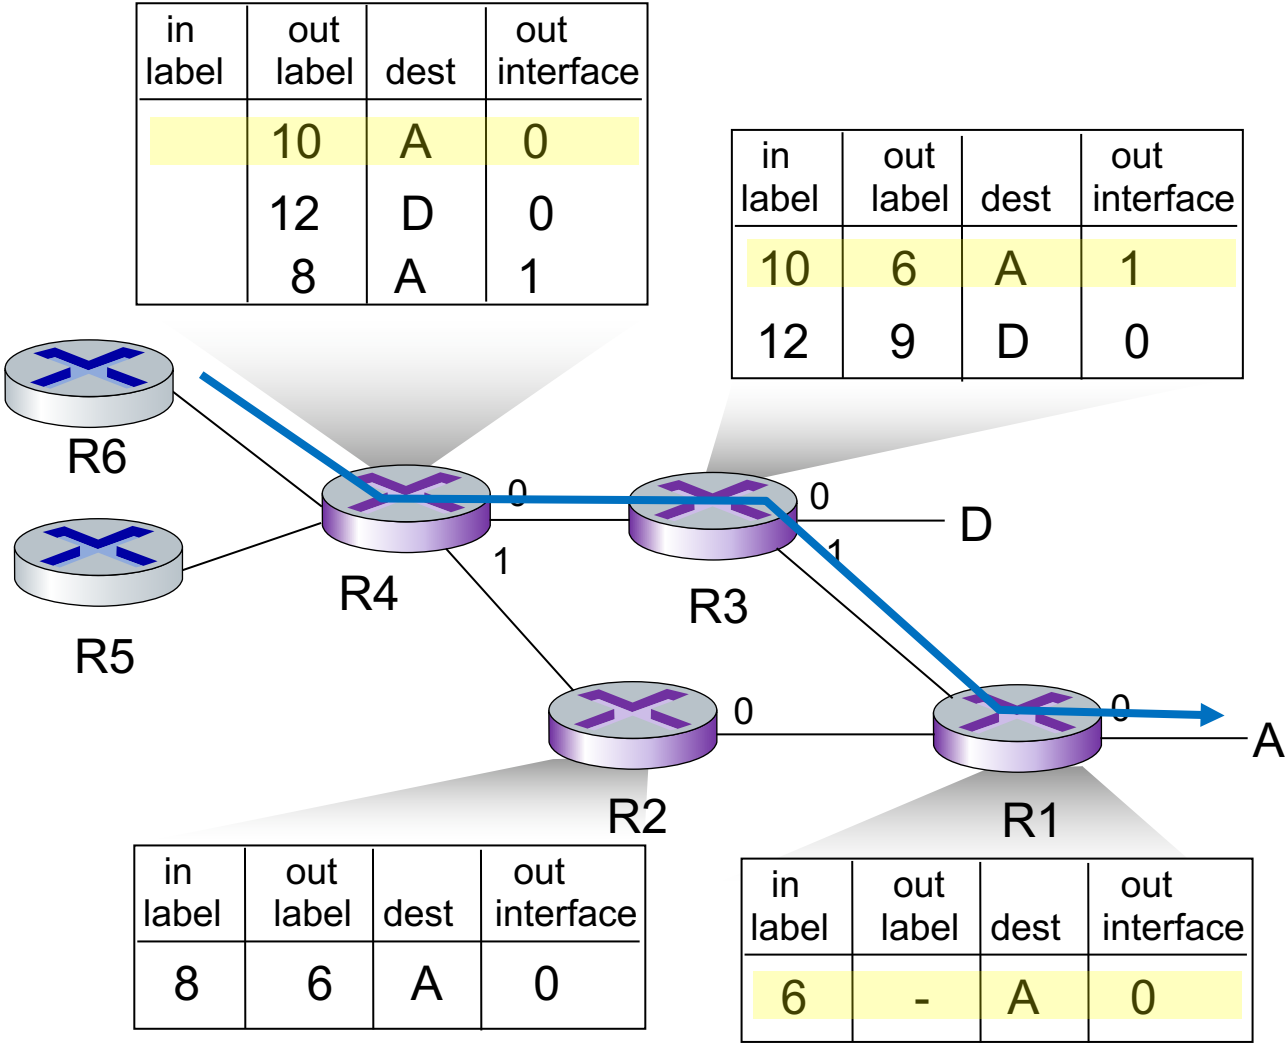 in out out
label label dest interface
10 A 0
12 D 0
8 A 1
in out out
label label dest interface
10 6 A 1
12 9 D 0
R6
R5
R4
0
1
R3
0
1
D
R2
0
R1
0
A
in out out
label label dest interface
8 6 A 0
in out out
label label dest interface
6 - A 0